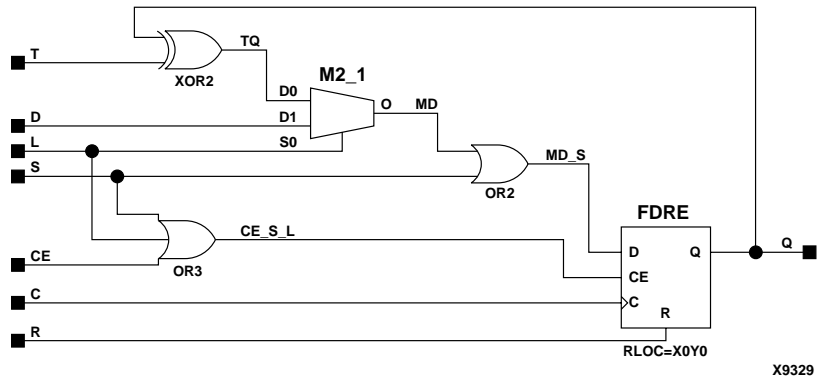 T
TQ
XOR2
M2_1
D0
O
MD
D
D1
L
S0
S
MD_S
OR2
FDRE
CE_S_L
D
Q
Q
CE
OR3
CE
C
C
R
R
RLOC=X0Y0
X9329